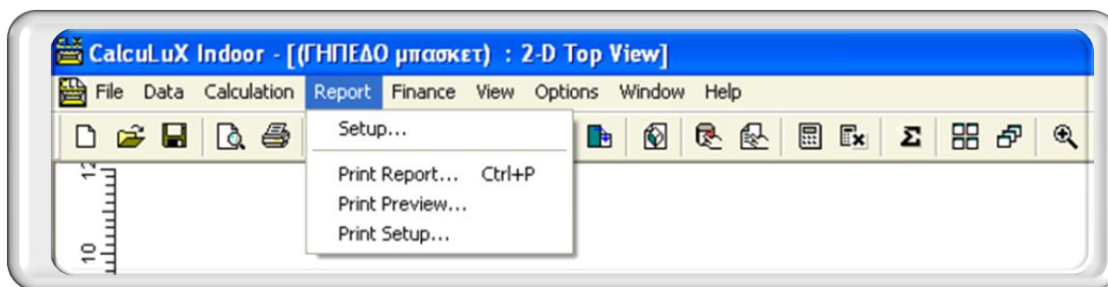 CalcuLuX Indoor - [(ΓΗΠΕΔΟ μπασκετ) : 2-D Top View]
File Data Calculation Report Finance View Options Window Help
Setup...
Print Report... Ctrl+P
Print Preview...
Print Setup...
12
10